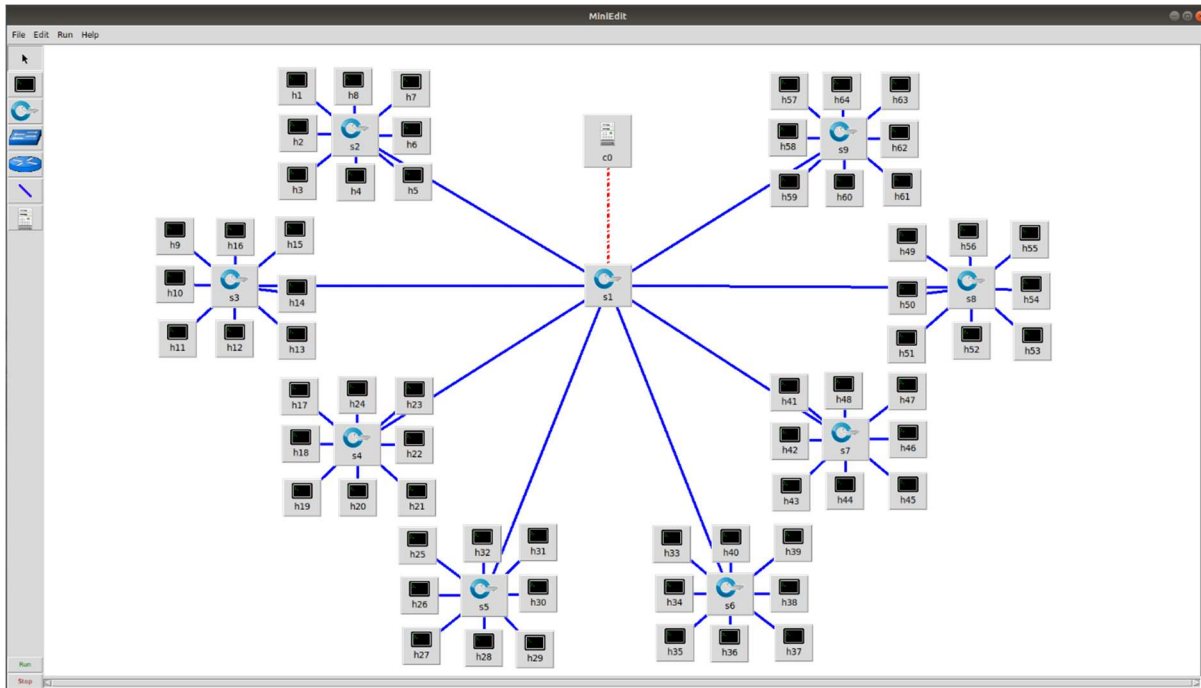 MiniEdit
File Edit Run Help
h1 h8 h7
h2 s2 h6
h3 h4 h5
c0
h57 h64 h63
h58 s9 h62
h59 h60 h61
h9 h16 h15
h10 s3 h14
h11 h12 h13
s1
h49 h56 h55
h50 s8 h54
h51 h52 h53
h17 h24 h23
h18 s4 h22
h19 h20 h21
h41 h48 h47
h42 s7 h46
h43 h44 h45
h25 h32 h31
h26 s5 h30
h27 h28 h29
h33 h40 h39
h34 s6 h38
h35 h36 h37
Run
Stop